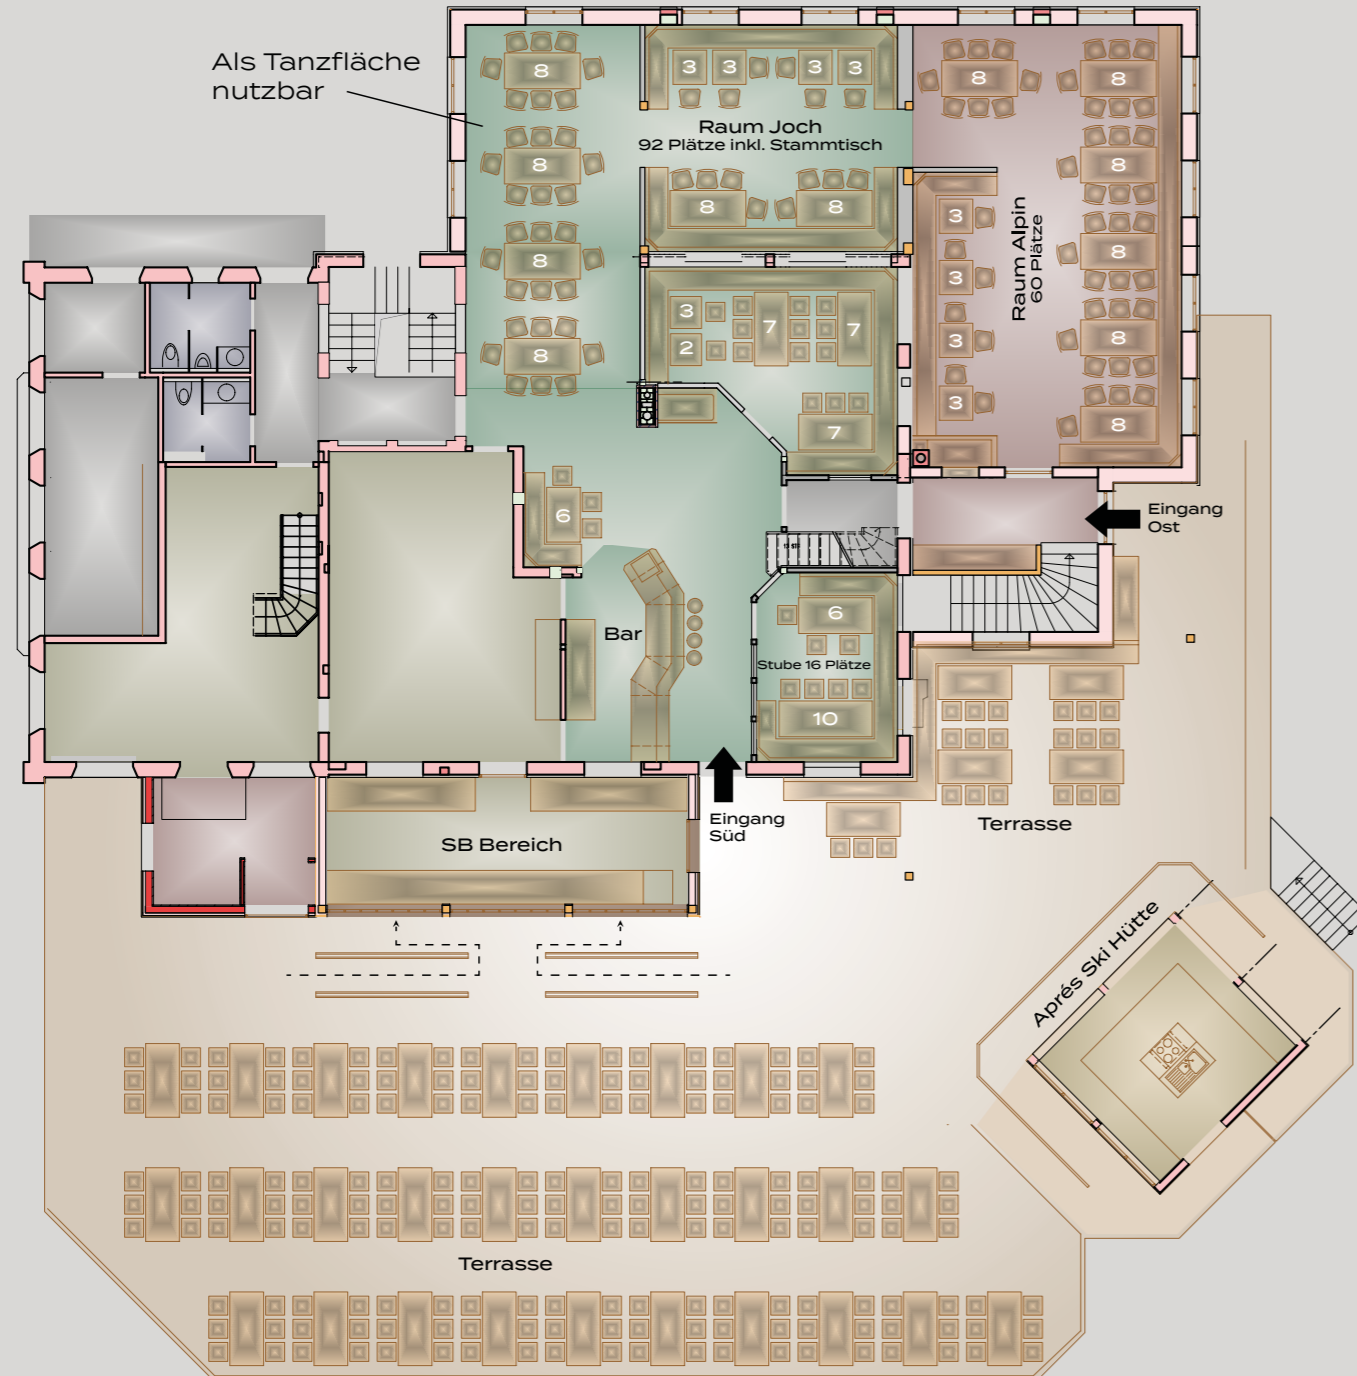 Als Tanzfläche
nutzbar
8
3 3 3 3
8 8
Raum Joch
92 Plätze inkl. Stammtisch
8
8 8
8
3
Raum Alpin
60 Plätze
8
8
3
8
3
2
7
7
3
8
7
3
8
6
Eingang
Ost
Bar
6
Stube 16 Plätze
10
Eingang
Süd
SB Bereich
Terrasse
Aprés Ski Hütte
Terrasse